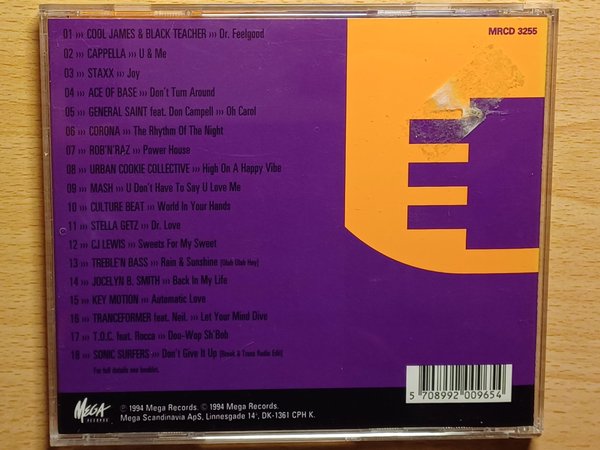 01 ››› COOL JAMES & BLACK TEACHER ››› Dr. Feelgood
02 ››› CAPPELLA ››› U & Me
03 ››› STAXX ››› Joy
04 ››› ACE OF BASE ››› Don't Turn Around
05 ››› GENERAL SAINT feat. Don Campell ››› Oh Carol
06 ››› CORONA ››› The Rhythm Of The Night
07 ››› ROB'N'RAZ ››› Power House
08 ››› URBAN COOKIE COLLECTIVE ››› High On A Happy Vibe
09 ››› MASH ››› U Don't Have To Say U Love Me
10 ››› CULTURE BEAT ››› World In Your Hands
11 ››› STELLA GETZ ››› Dr. Love
12 ››› CJ LEWIS ››› Sweets For My Sweet
13 ››› TREBLE'N BASS ››› Rain & Sunshine [Ooh Ooh Hey]
14 ››› JOCELYN B. SMITH ››› Back In My Life
15 ››› KEY MOTION ››› Automatic Love
16 ››› TRANCEFORMER feat. Neil. ››› Let Your Mind Dive
17 ››› T.O.C. feat. Rocca ››› Doo-Wop Sh'Bob
18 ››› SONIC SURFERS ››› Don't Give It Up [Radio Edit]
For full details see booklet.
MRCD 3255
MEGA
RECORDS
℗ 1994 Mega Records. © 1994 Mega Records.
Mega Scandinavia ApS, Linnesgade 14², DK-1361 CPH K.
5 708992 009654